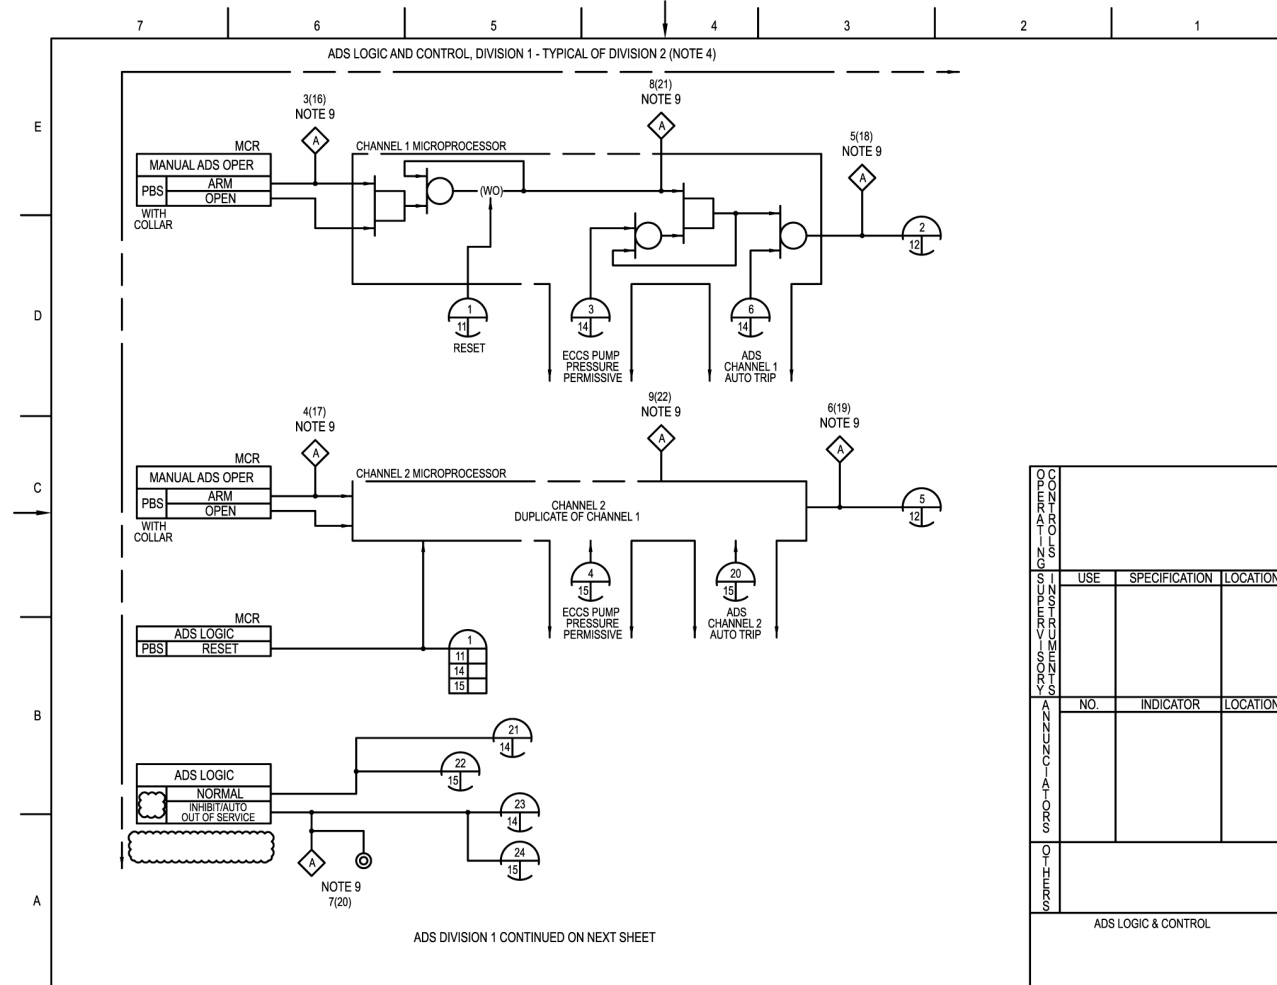 7 6 5 4 3 2 1
ADS LOGIC AND CONTROL, DIVISION 1 - TYPICAL OF DIVISION 2 (NOTE 4)
E
D
C
B
A
3(16)
NOTE 9
A
8(21)
NOTE 9
A
5(18)
NOTE 9
A
MCR
MANUAL ADS OPER
PBS
ARM
OPEN
WITH
COLLAR
CHANNEL 1 MICROPROCESSOR
(WO)
2
12
1
11
RESET
3
14
ECCS PUMP
PRESSURE
PERMISSIVE
6
14
ADS
CHANNEL 1
AUTO TRIP
4(17)
NOTE 9
A
9(22)
NOTE 9
A
6(19)
NOTE 9
A
MCR
MANUAL ADS OPER
PBS
ARM
OPEN
WITH
COLLAR
CHANNEL 2 MICROPROCESSOR
CHANNEL 2
DUPLICATE OF CHANNEL 1
5
12
4
15
ECCS PUMP
PRESSURE
PERMISSIVE
20
15
ADS
CHANNEL 2
AUTO TRIP
MCR
ADS LOGIC
PBS
RESET
1
11
14
15
21
14
22
15
ADS LOGIC
NORMAL
INHIBIT/AUTO
OUT OF SERVICE
23
14
24
15
A
NOTE 9
7(20)
ADS DIVISION 1 CONTINUED ON NEXT SHEET
OPERATING
CONTROLS
SUPERVISORY
INSTRUMENTS
USE SPECIFICATION LOCATION
ANNUNCIATORS
NO. INDICATOR LOCATION
OTHERS
ADS LOGIC & CONTROL